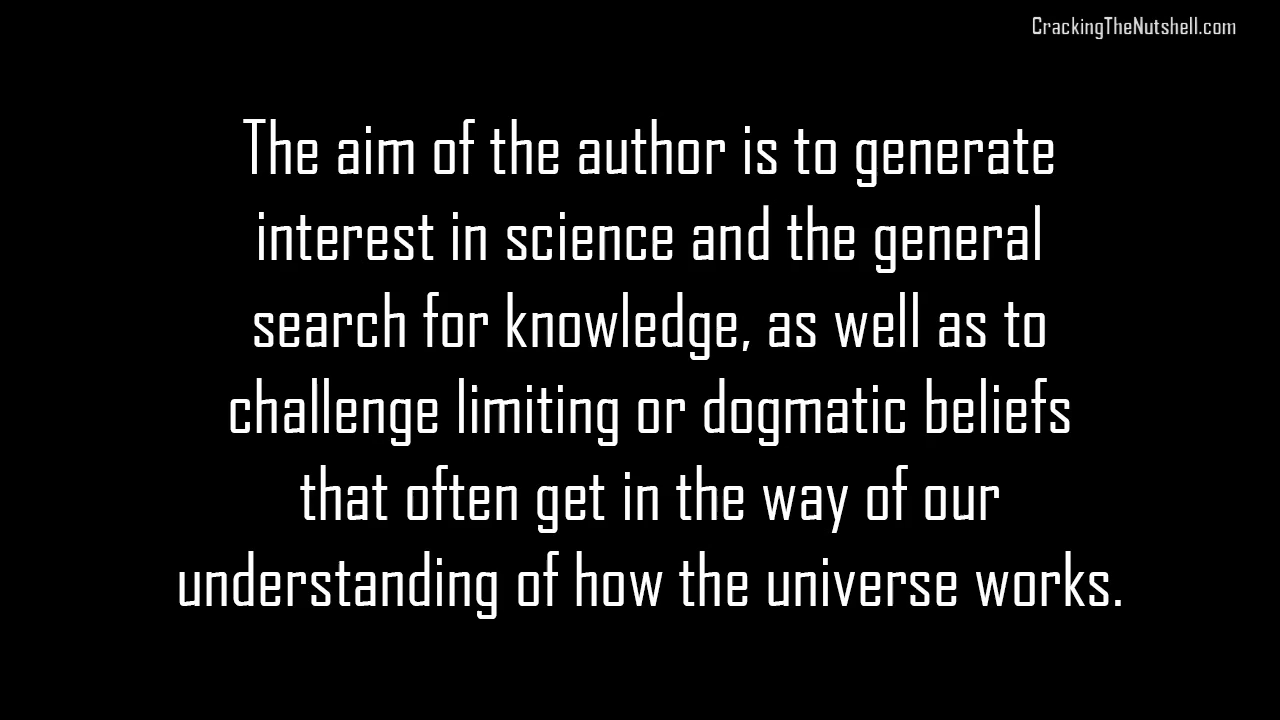 CrackingTheNutshell.com
The aim of the author is to generate
interest in science and the general
search for knowledge, as well as to
challenge limiting or dogmatic beliefs
that often get in the way of our
understanding of how the universe works.